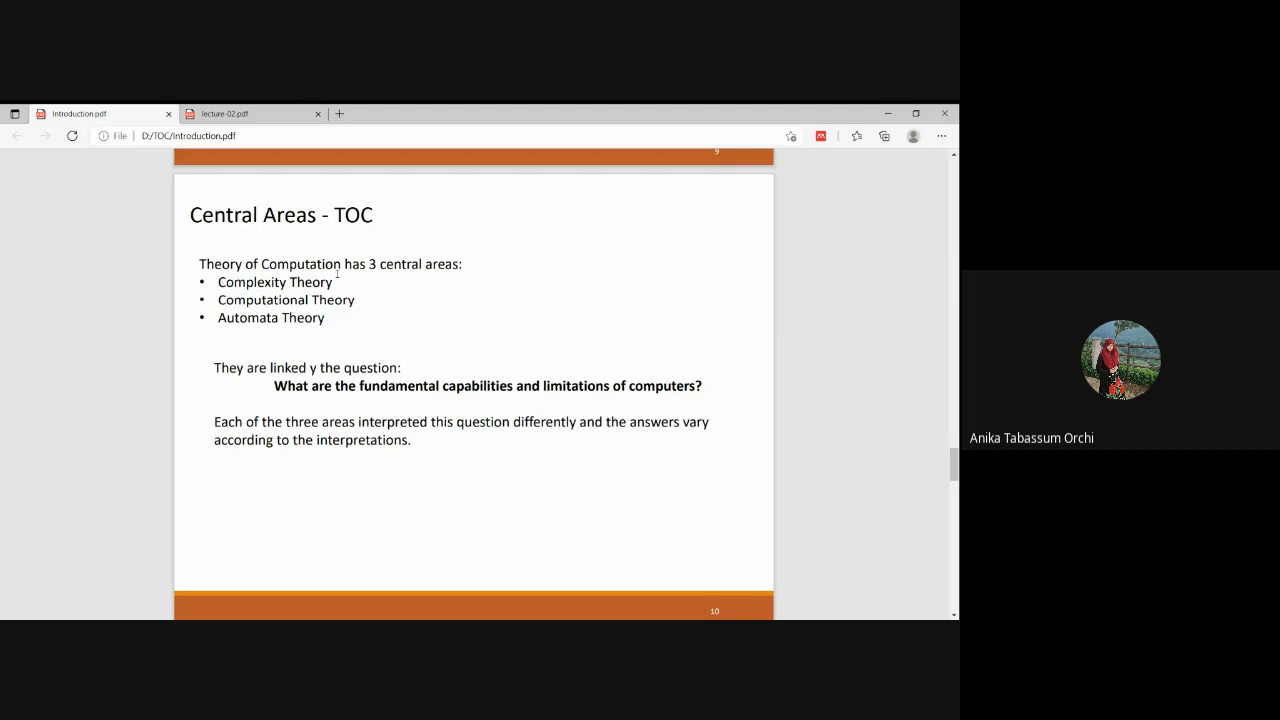 Introduction.pdf
lecture-02.pdf
File
D:/TOC/Introduction.pdf
9
Central Areas - TOC
Theory of Computation has 3 central areas:
• Complexity Theory
• Computational Theory
• Automata Theory
They are linked y the question:
What are the fundamental capabilities and limitations of computers?
Each of the three areas interpreted this question differently and the answers vary
according to the interpretations.
10
Anika Tabassum Orchi